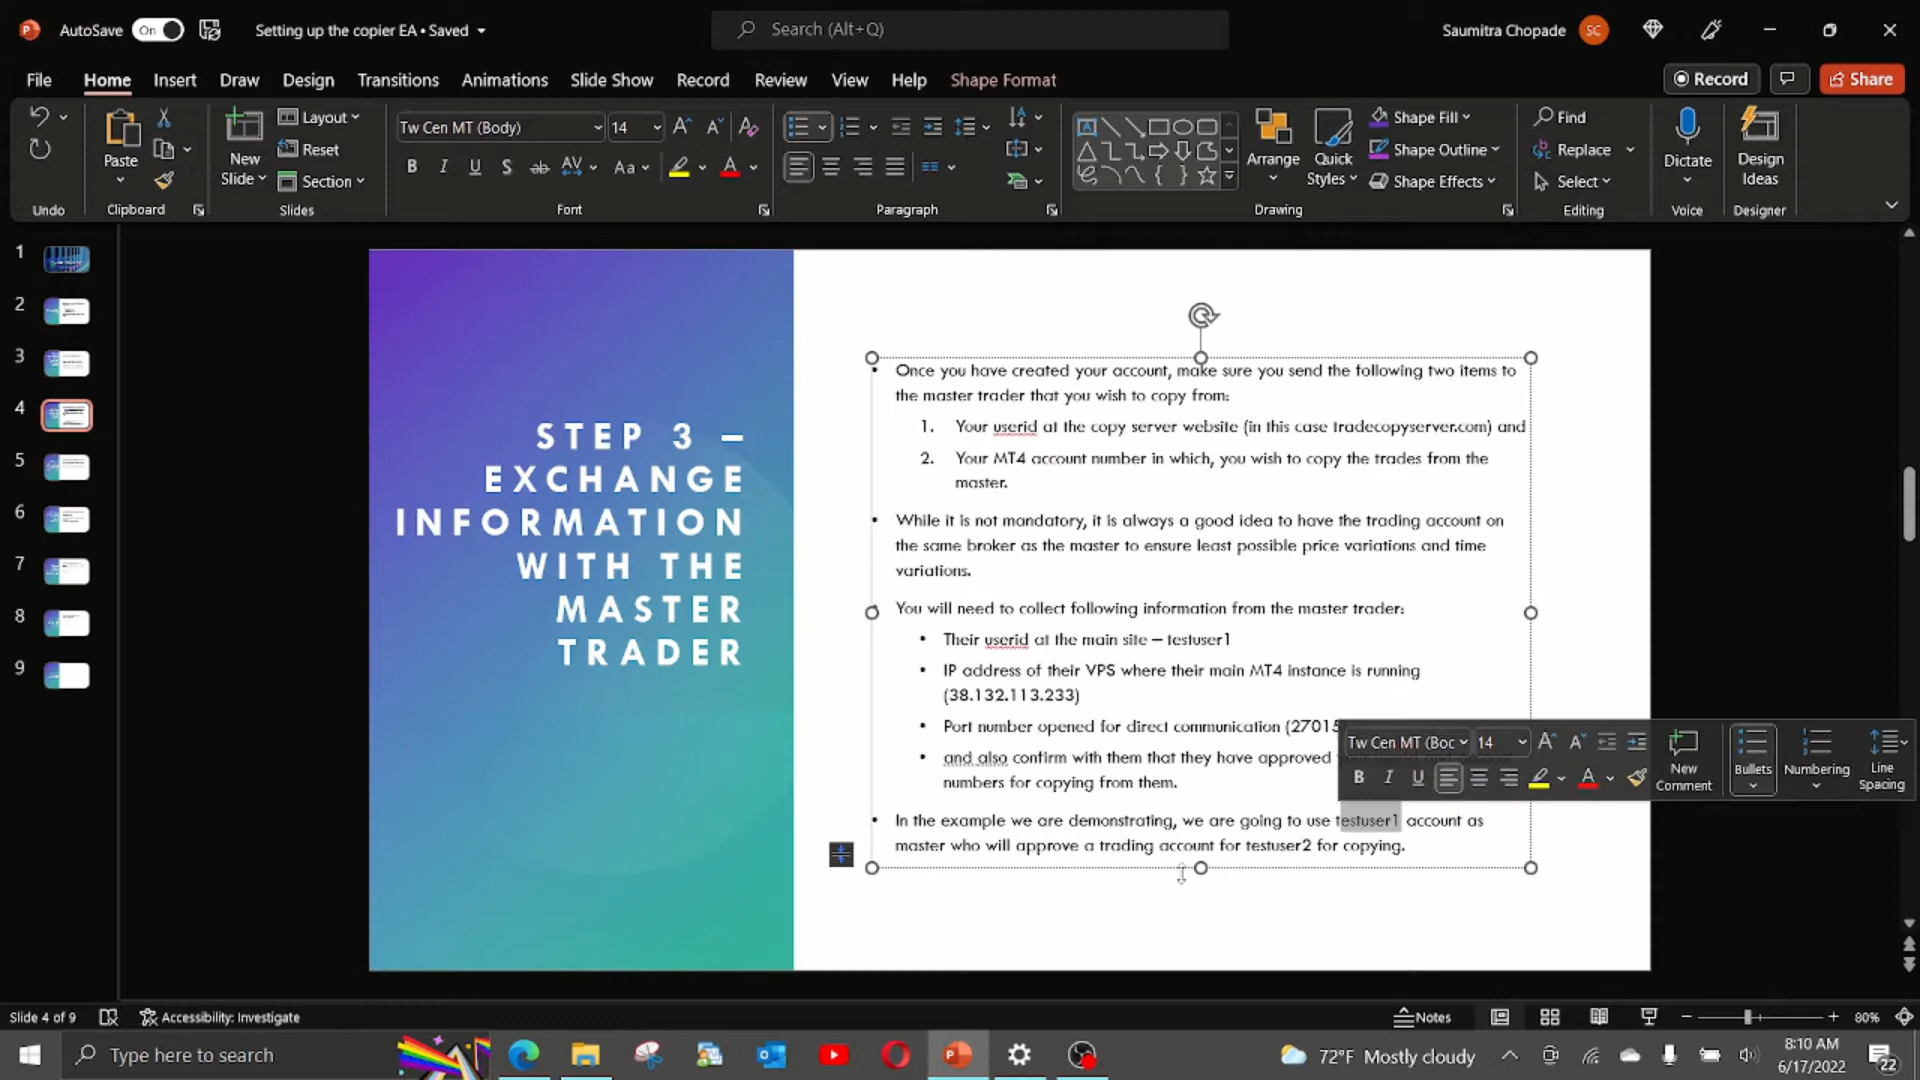 AutoSave On Setting up the copier EA • Saved Search (Alt+Q) Saumitra Chopade SC
File Home Insert Draw Design Transitions Animations Slide Show Record Review View Help Shape Format Record Share
Paste
New Slide
Layout
Reset
Section
Tw Cen MT (Body) 14
B I U S ab AV Aa A
Arrange
Quick Styles
Shape Fill
Shape Outline
Shape Effects
Find
Replace
Select
Dictate
Design Ideas
Undo Clipboard Slides Font Paragraph Drawing Editing Voice Designer
1
2
3
4
5
6
7
8
9
STEP 3 –
EXCHANGE
INFORMATION
WITH THE
MASTER
TRADER
• Once you have created your account, make sure you send the following two items to
the master trader that you wish to copy from:
1. Your userid at the copy server website (in this case tradecopyserver.com) and
2. Your MT4 account number in which, you wish to copy the trades from the
master.
• While it is not mandatory, it is always a good idea to have the trading account on
the same broker as the master to ensure least possible price variations and time
variations.
You will need to collect following information from the master trader:
• Their userid at the main site – testuser1
• IP address of their VPS where their main MT4 instance is running
(38.132.113.233)
• Port number opened for direct communication (27015
• and also confirm with them that they have approved
numbers for copying from them.
• In the example we are demonstrating, we are going to use testuser1 account as
master who will approve a trading account for testuser2 for copying.
Tw Cen MT (Boc 14
B I U A
New Comment
Bullets
Numbering
Line Spacing
Slide 4 of 9 Accessibility: Investigate Notes 80%
Type here to search 72°F Mostly cloudy 8:10 AM
6/17/2022
22